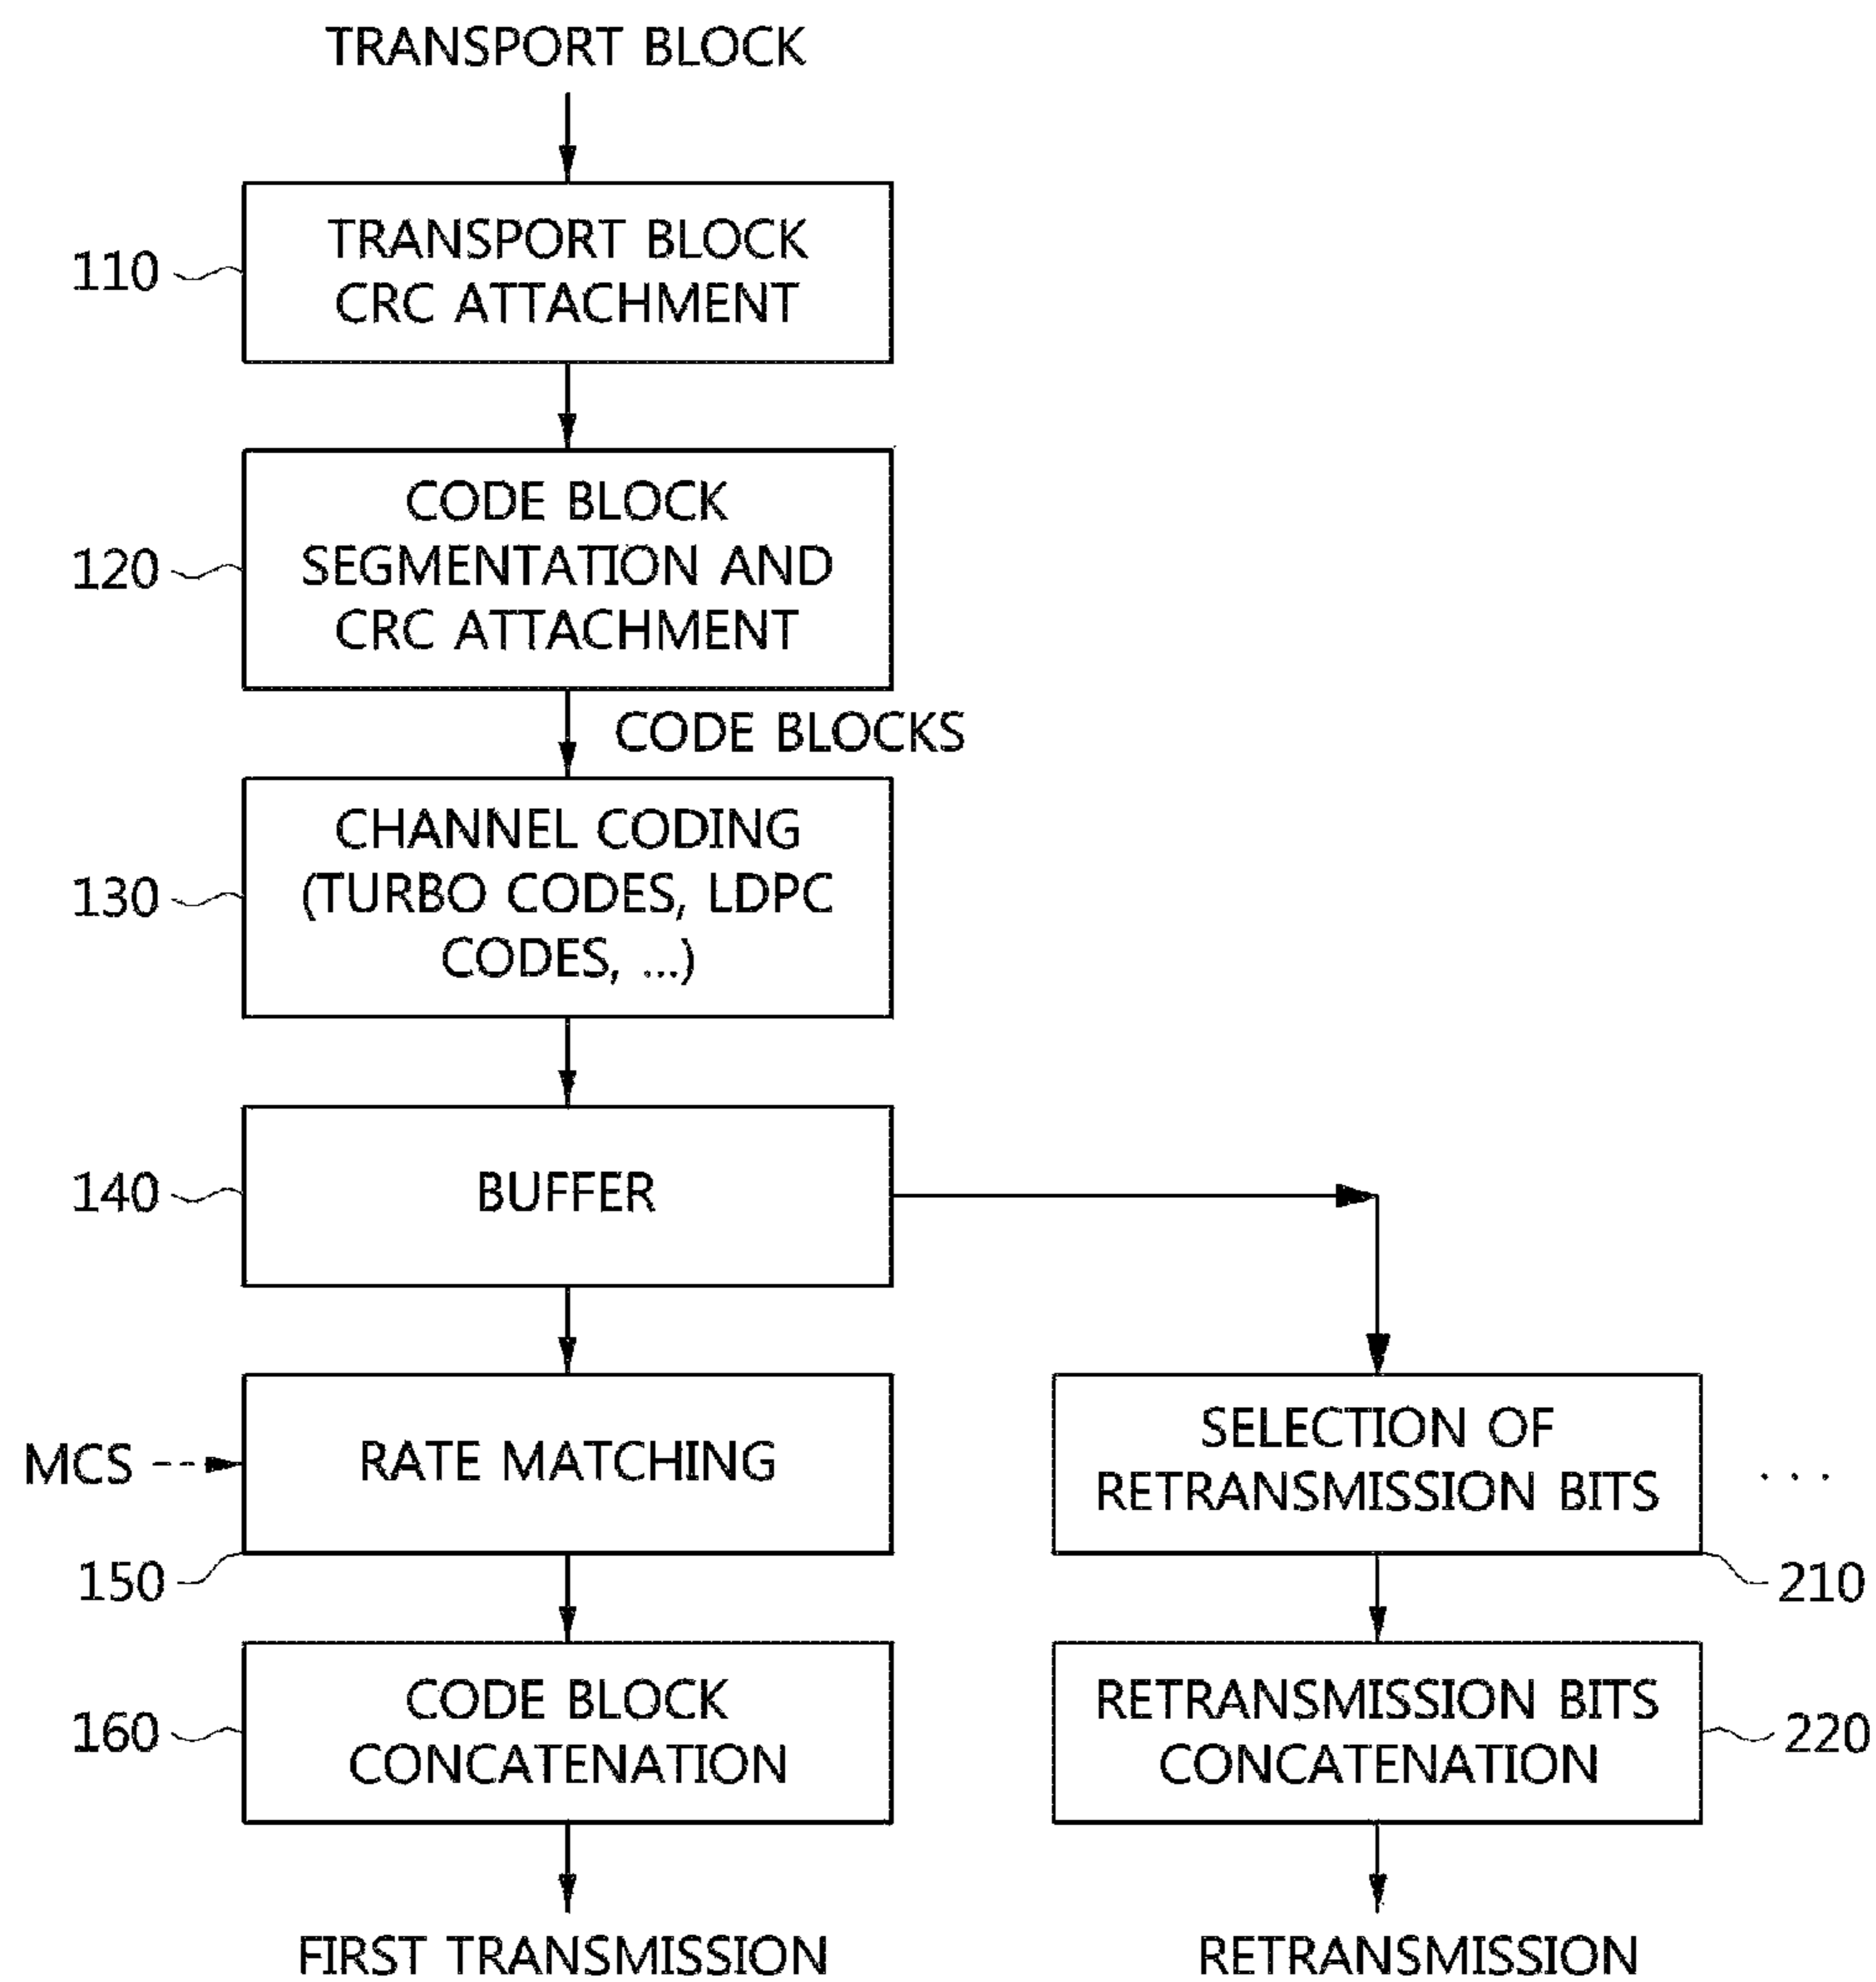 TRANSPORT BLOCK
110
TRANSPORT BLOCK
CRC ATTACHMENT
120
CODE BLOCK
SEGMENTATION AND
CRC ATTACHMENT
CODE BLOCKS
130
CHANNEL CODING
(TURBO CODES, LDPC
CODES, ...)
140
BUFFER
MCS
RATE MATCHING
150
SELECTION OF
RETRANSMISSION BITS
. . .
210
160
CODE BLOCK
CONCATENATION
RETRANSMISSION BITS
CONCATENATION
220
FIRST TRANSMISSION
RETRANSMISSION